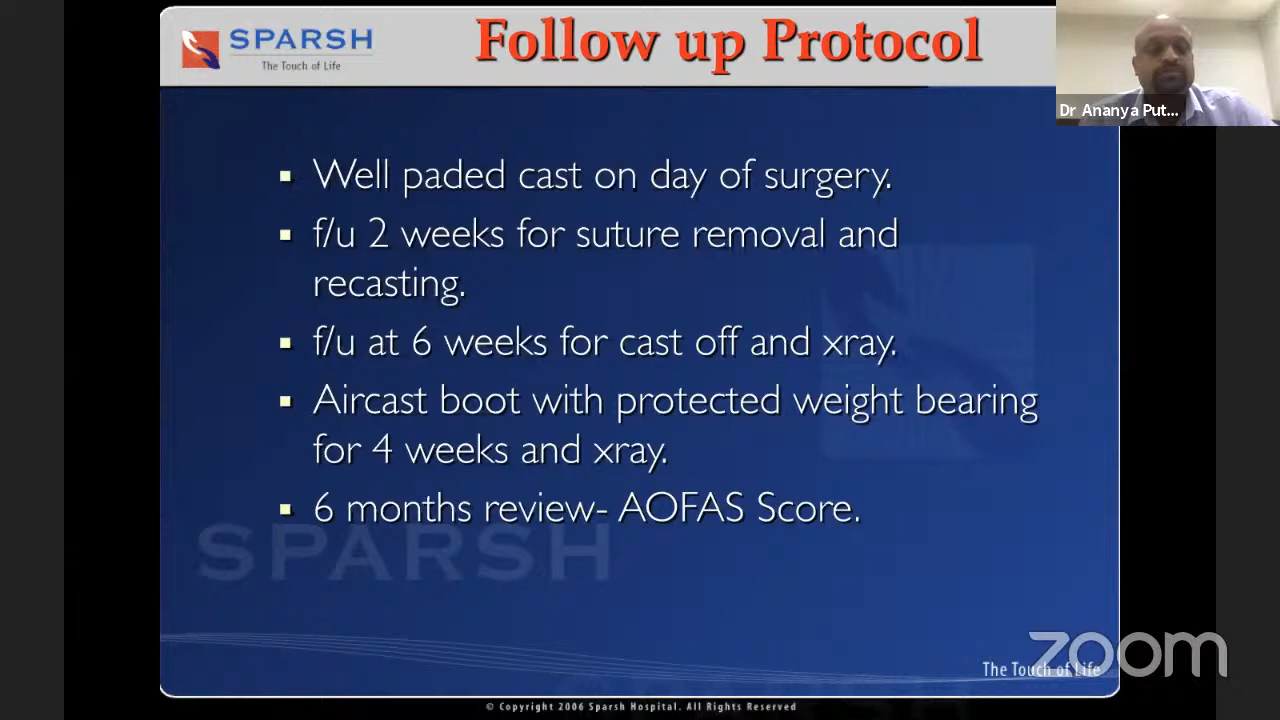 SPARSH
The Touch of Life
Follow up Protocol
Dr Ananya Put...
Well paded cast on day of surgery.
f/u 2 weeks for suture removal and
recasting.
f/u at 6 weeks for cast off and xray.
Aircast boot with protected weight bearing
for 4 weeks and xray.
6 months review- AOFAS Score.
SPARSH
zoom
The Touch of Life
© Copyright 2006 Sparsh Hospital. All Rights Reserved